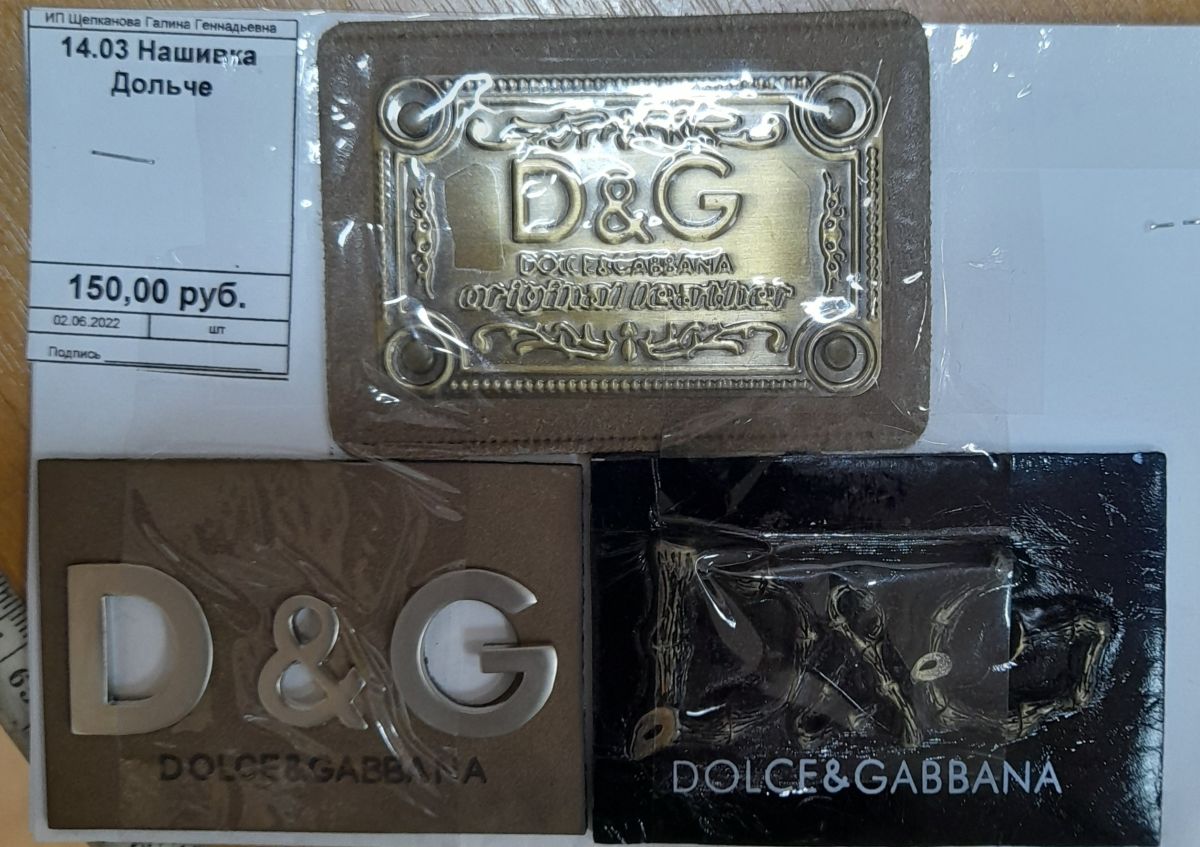 ИП Щелканова Галина Геннадьевна
14.03 Нашивка
Дольче
150,00 руб.
02.06.2022 шт
Подпись
D&G
DOLCE&GABBANA
original leather
D&G
DOLCE&GABBANA
D&G
DOLCE&GABBANA